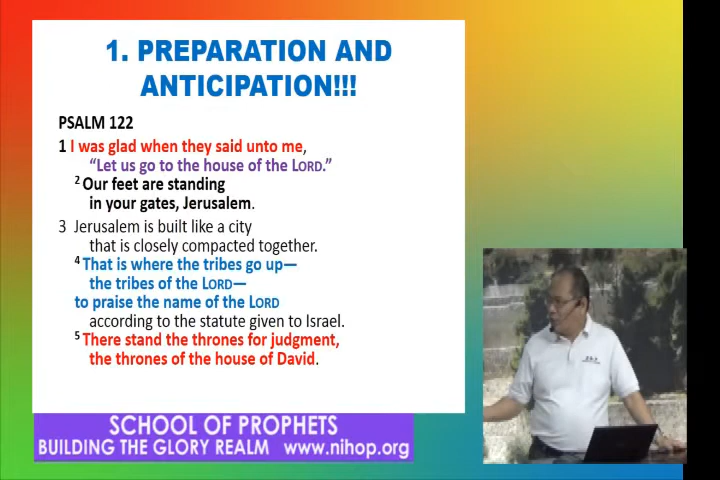 1. PREPARATION AND
ANTICIPATION!!!
PSALM 122
1 I was glad when they said unto me,
“Let us go to the house of the LORD.”
2 Our feet are standing
in your gates, Jerusalem.
3 Jerusalem is built like a city
that is closely compacted together.
4 That is where the tribes go up—
the tribes of the LORD—
to praise the name of the LORD
according to the statute given to Israel.
5 There stand the thrones for judgment,
the thrones of the house of David.
SCHOOL OF PROPHETS
BUILDING THE GLORY REALM www.nihop.org